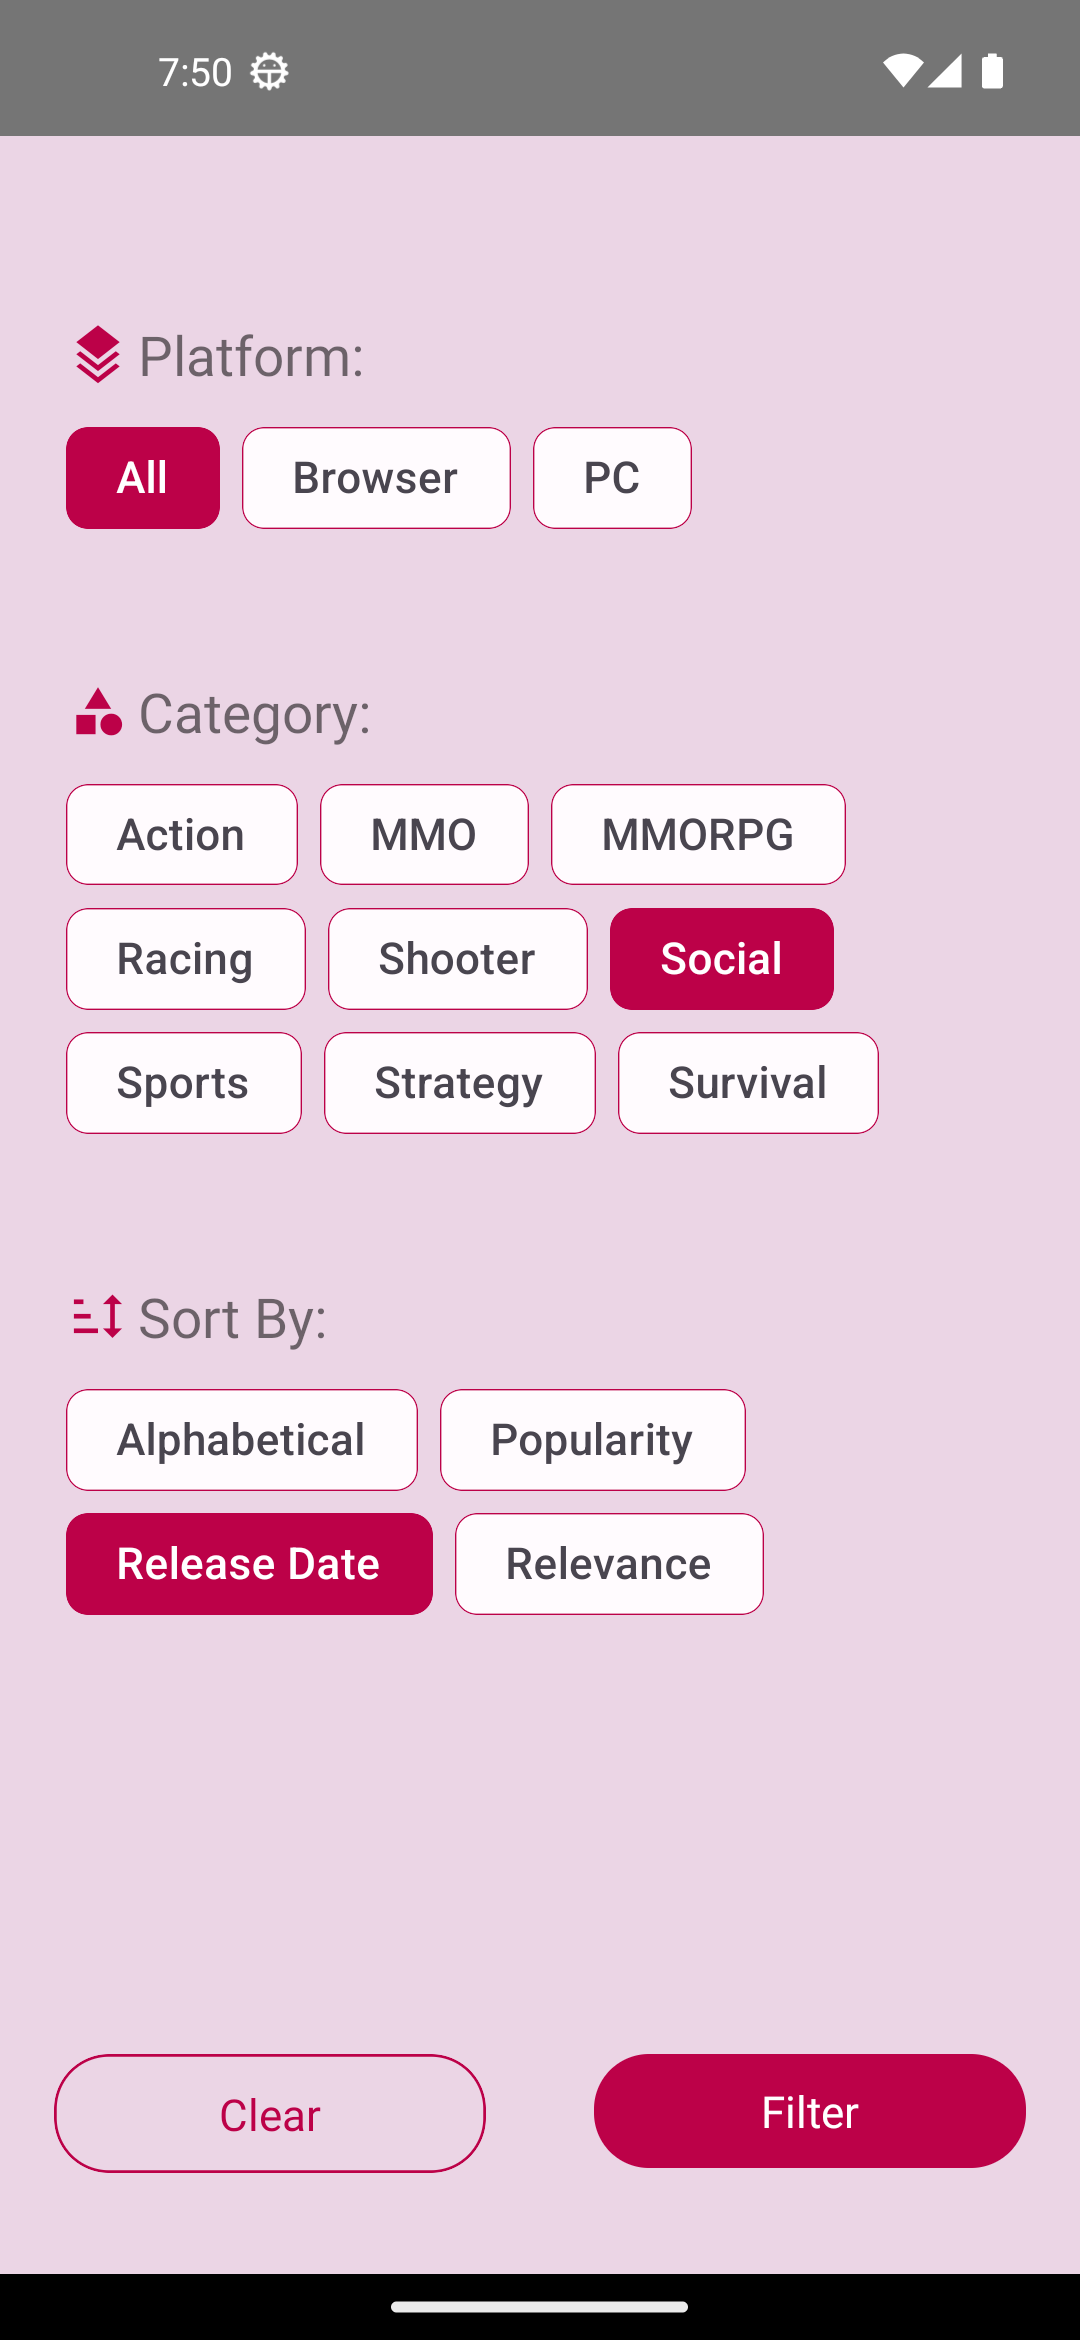 7:50
Platform:
All Browser PC
Category:
Action MMO MMORPG
Racing Shooter Social
Sports Strategy Survival
Sort By:
Alphabetical Popularity
Release Date Relevance
Clear Filter